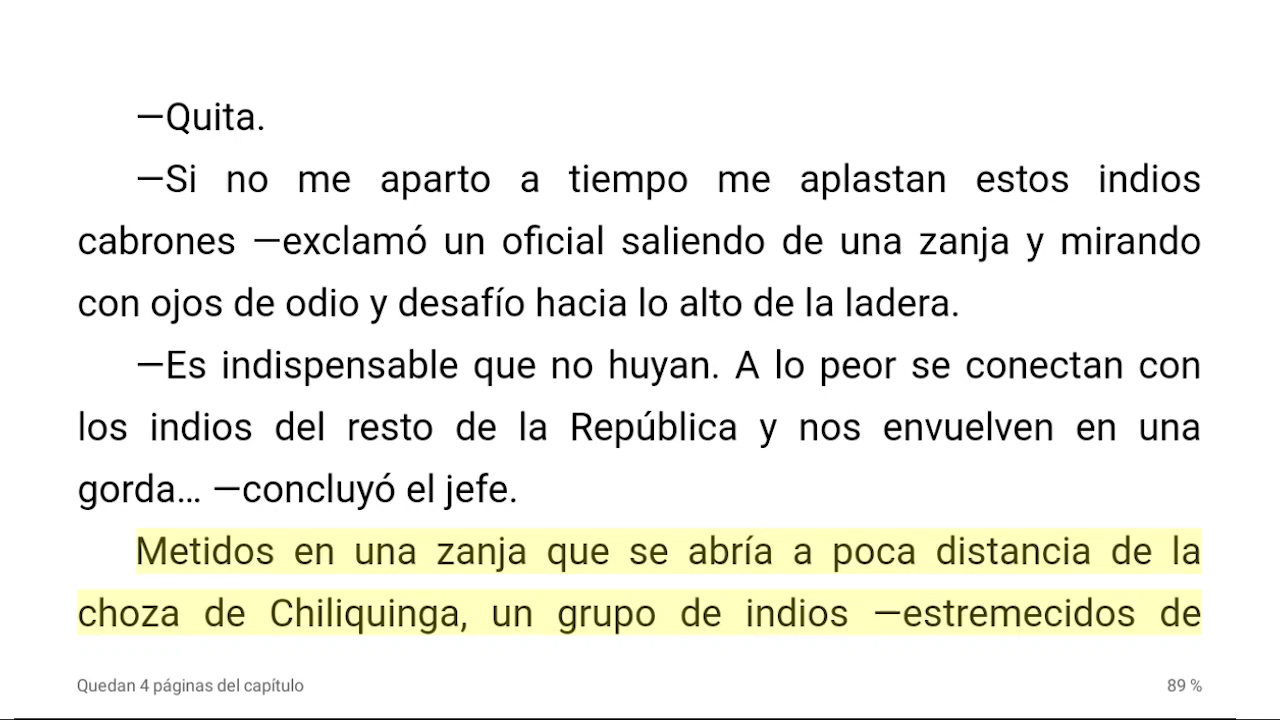 —Quita.
—Si no me aparto a tiempo me aplastan estos indios
cabrones —exclamó un oficial saliendo de una zanja y mirando
con ojos de odio y desafío hacia lo alto de la ladera.
—Es indispensable que no huyan. A lo peor se conectan con
los indios del resto de la República y nos envuelven en una
gorda… —concluyó el jefe.
Metidos en una zanja que se abría a poca distancia de la
choza de Chiliquinga, un grupo de indios —estremecidos de
Quedan 4 páginas del capítulo
89 %